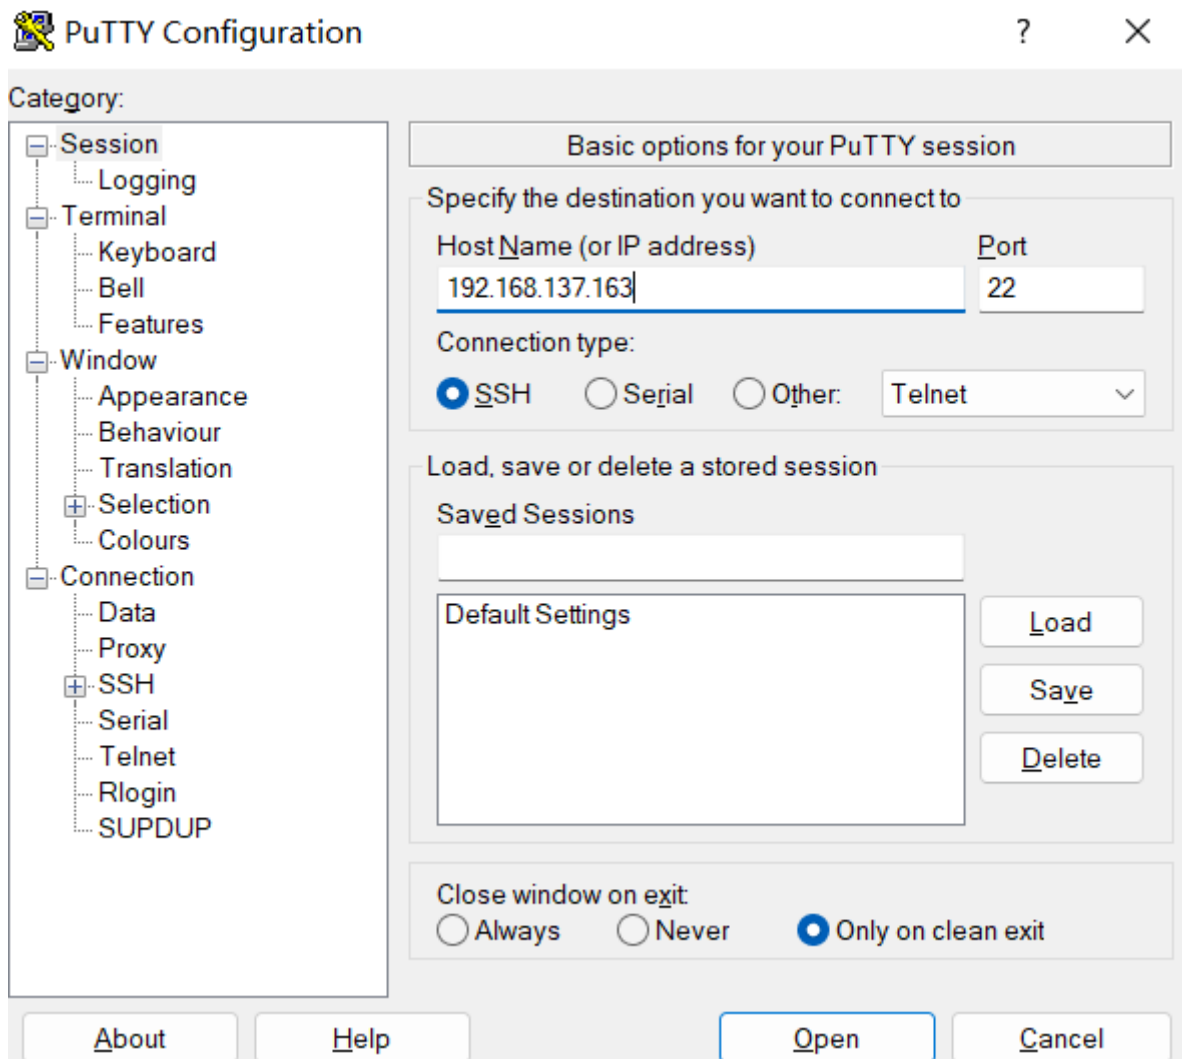 PuTTY Configuration
?
Category:
Session
Logging
Terminal
Keyboard
Bell
Features
Window
Appearance
Behaviour
Translation
Selection
Colours
Connection
Data
Proxy
SSH
Serial
Telnet
Rlogin
SUPDUP
Basic options for your PuTTY session
Specify the destination you want to connect to
Host Name (or IP address) Port
192.168.137.163 22
Connection type:
SSH Serial Other: Telnet
Load, save or delete a stored session
Saved Sessions
Default Settings
Load
Save
Delete
Close window on exit:
Always Never Only on clean exit
About Help Open Cancel